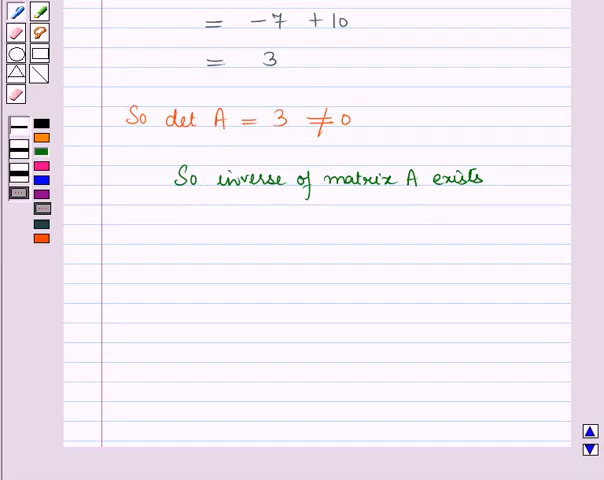 = -7 +10
= 3
So det A = 3 ≠ 0
So inverse of matrix A exists